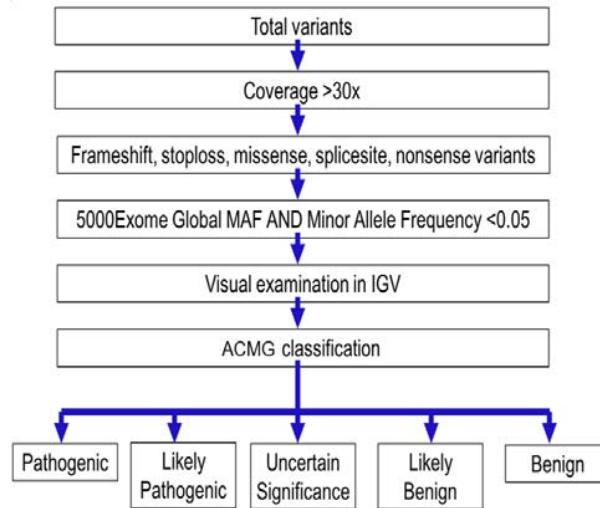 Total variants
Coverage >30x
Frameshift, stoploss, missense, splicesite, nonsense variants
5000Exome Global MAF AND Minor Allele Frequency <0.05
Visual examination in IGV
ACMG classification
Pathogenic
Likely
Pathogenic
Uncertain
Significance
Likely
Benign
Benign